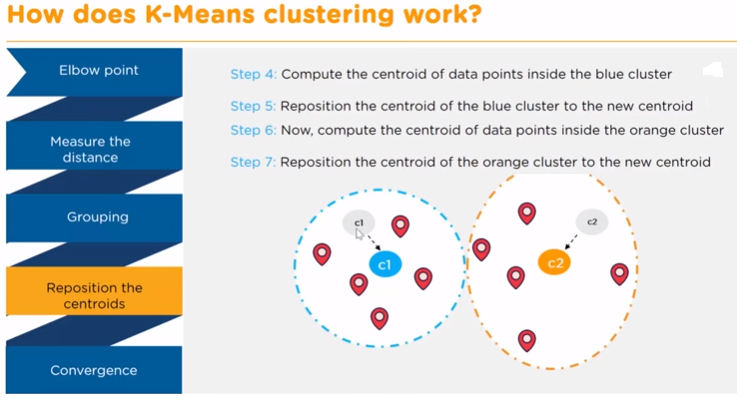 How does K-Means clustering work?
Elbow point
Measure the
distance
Grouping
Reposition the
centroids
Convergence
Step 4: Compute the centroid of data points inside the blue cluster
Step 5: Reposition the centroid of the blue cluster to the new centroid
Step 6: Now, compute the centroid of data points inside the orange cluster
Step 7: Reposition the centroid of the orange cluster to the new centroid
c1
c1
c2
c2